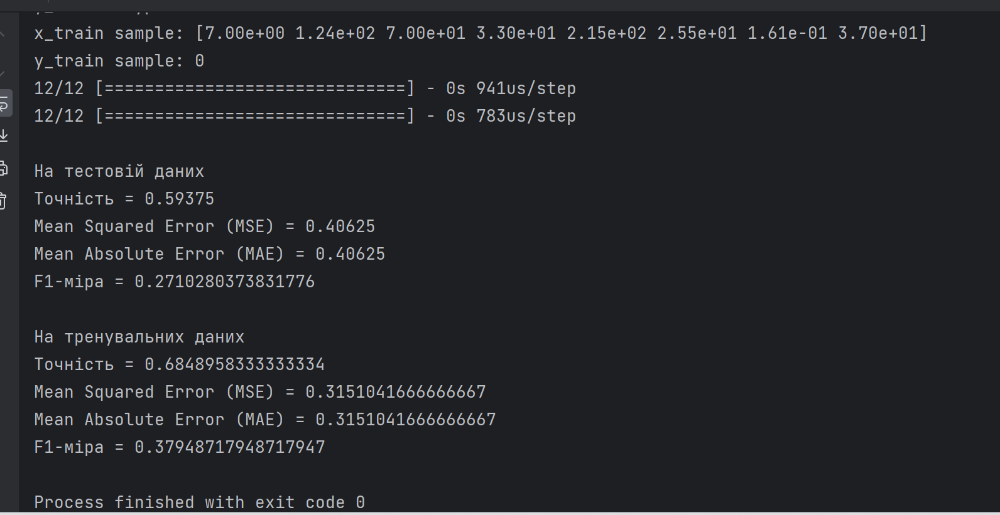 x_train sample: [7.00e+00 1.24e+02 7.00e+01 3.30e+01 2.15e+02 2.55e+01 1.61e-01 3.70e+01]
y_train sample: 0
12/12 [==============================] - 0s 941us/step
12/12 [==============================] - 0s 783us/step
На тестовій даних
Точність = 0.59375
Mean Squared Error (MSE) = 0.40625
Mean Absolute Error (MAE) = 0.40625
F1-міра = 0.2710280373831776
На тренувальних даних
Точність = 0.6848958333333334
Mean Squared Error (MSE) = 0.3151041666666667
Mean Absolute Error (MAE) = 0.3151041666666667
F1-міра = 0.37948717948717947
Process finished with exit code 0